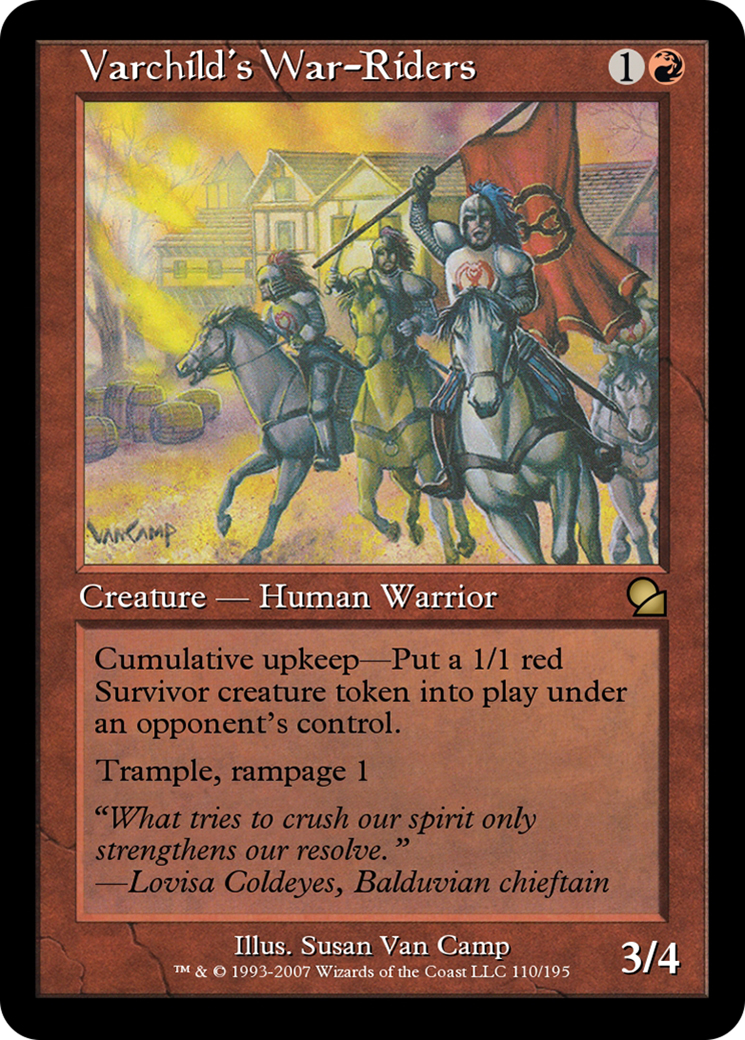 Varchild's War-Riders 1
VANCAMP
Creature — Human Warrior
Cumulative upkeep—Put a 1/1 red
Survivor creature token into play under
an opponent's control.
Trample, rampage 1
“What tries to crush our spirit only
strengthens our resolve.”
—Lovisa Coldeyes, Balduvian chieftain
Illus. Susan Van Camp
™ & © 1993-2007 Wizards of the Coast LLC 110/195
3/4